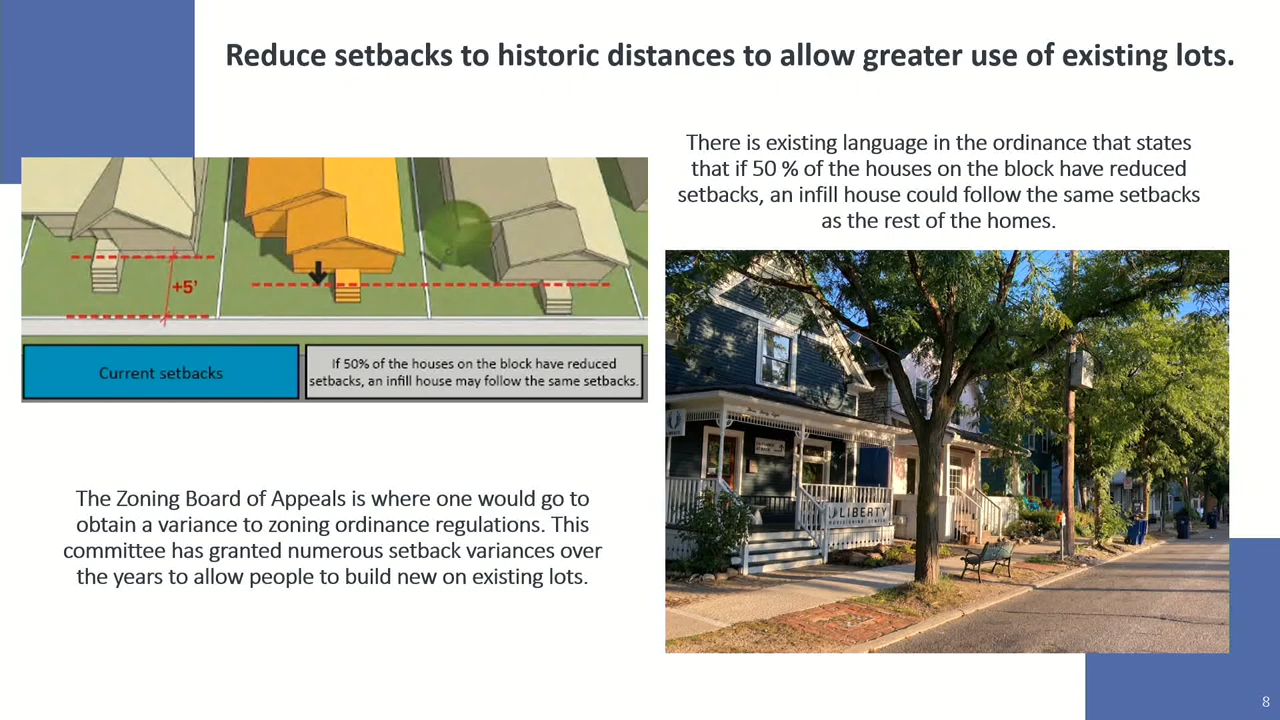 Reduce setbacks to historic distances to allow greater use of existing lots.
There is existing language in the ordinance that states
that if 50 % of the houses on the block have reduced
setbacks, an infill house could follow the same setbacks
as the rest of the homes.
+5'
Current setbacks
If 50% of the houses on the block have reduced
setbacks, an infill house may follow the same setbacks.
LIBERTY
The Zoning Board of Appeals is where one would go to
obtain a variance to zoning ordinance regulations. This
committee has granted numerous setback variances over
the years to allow people to build new on existing lots.
8